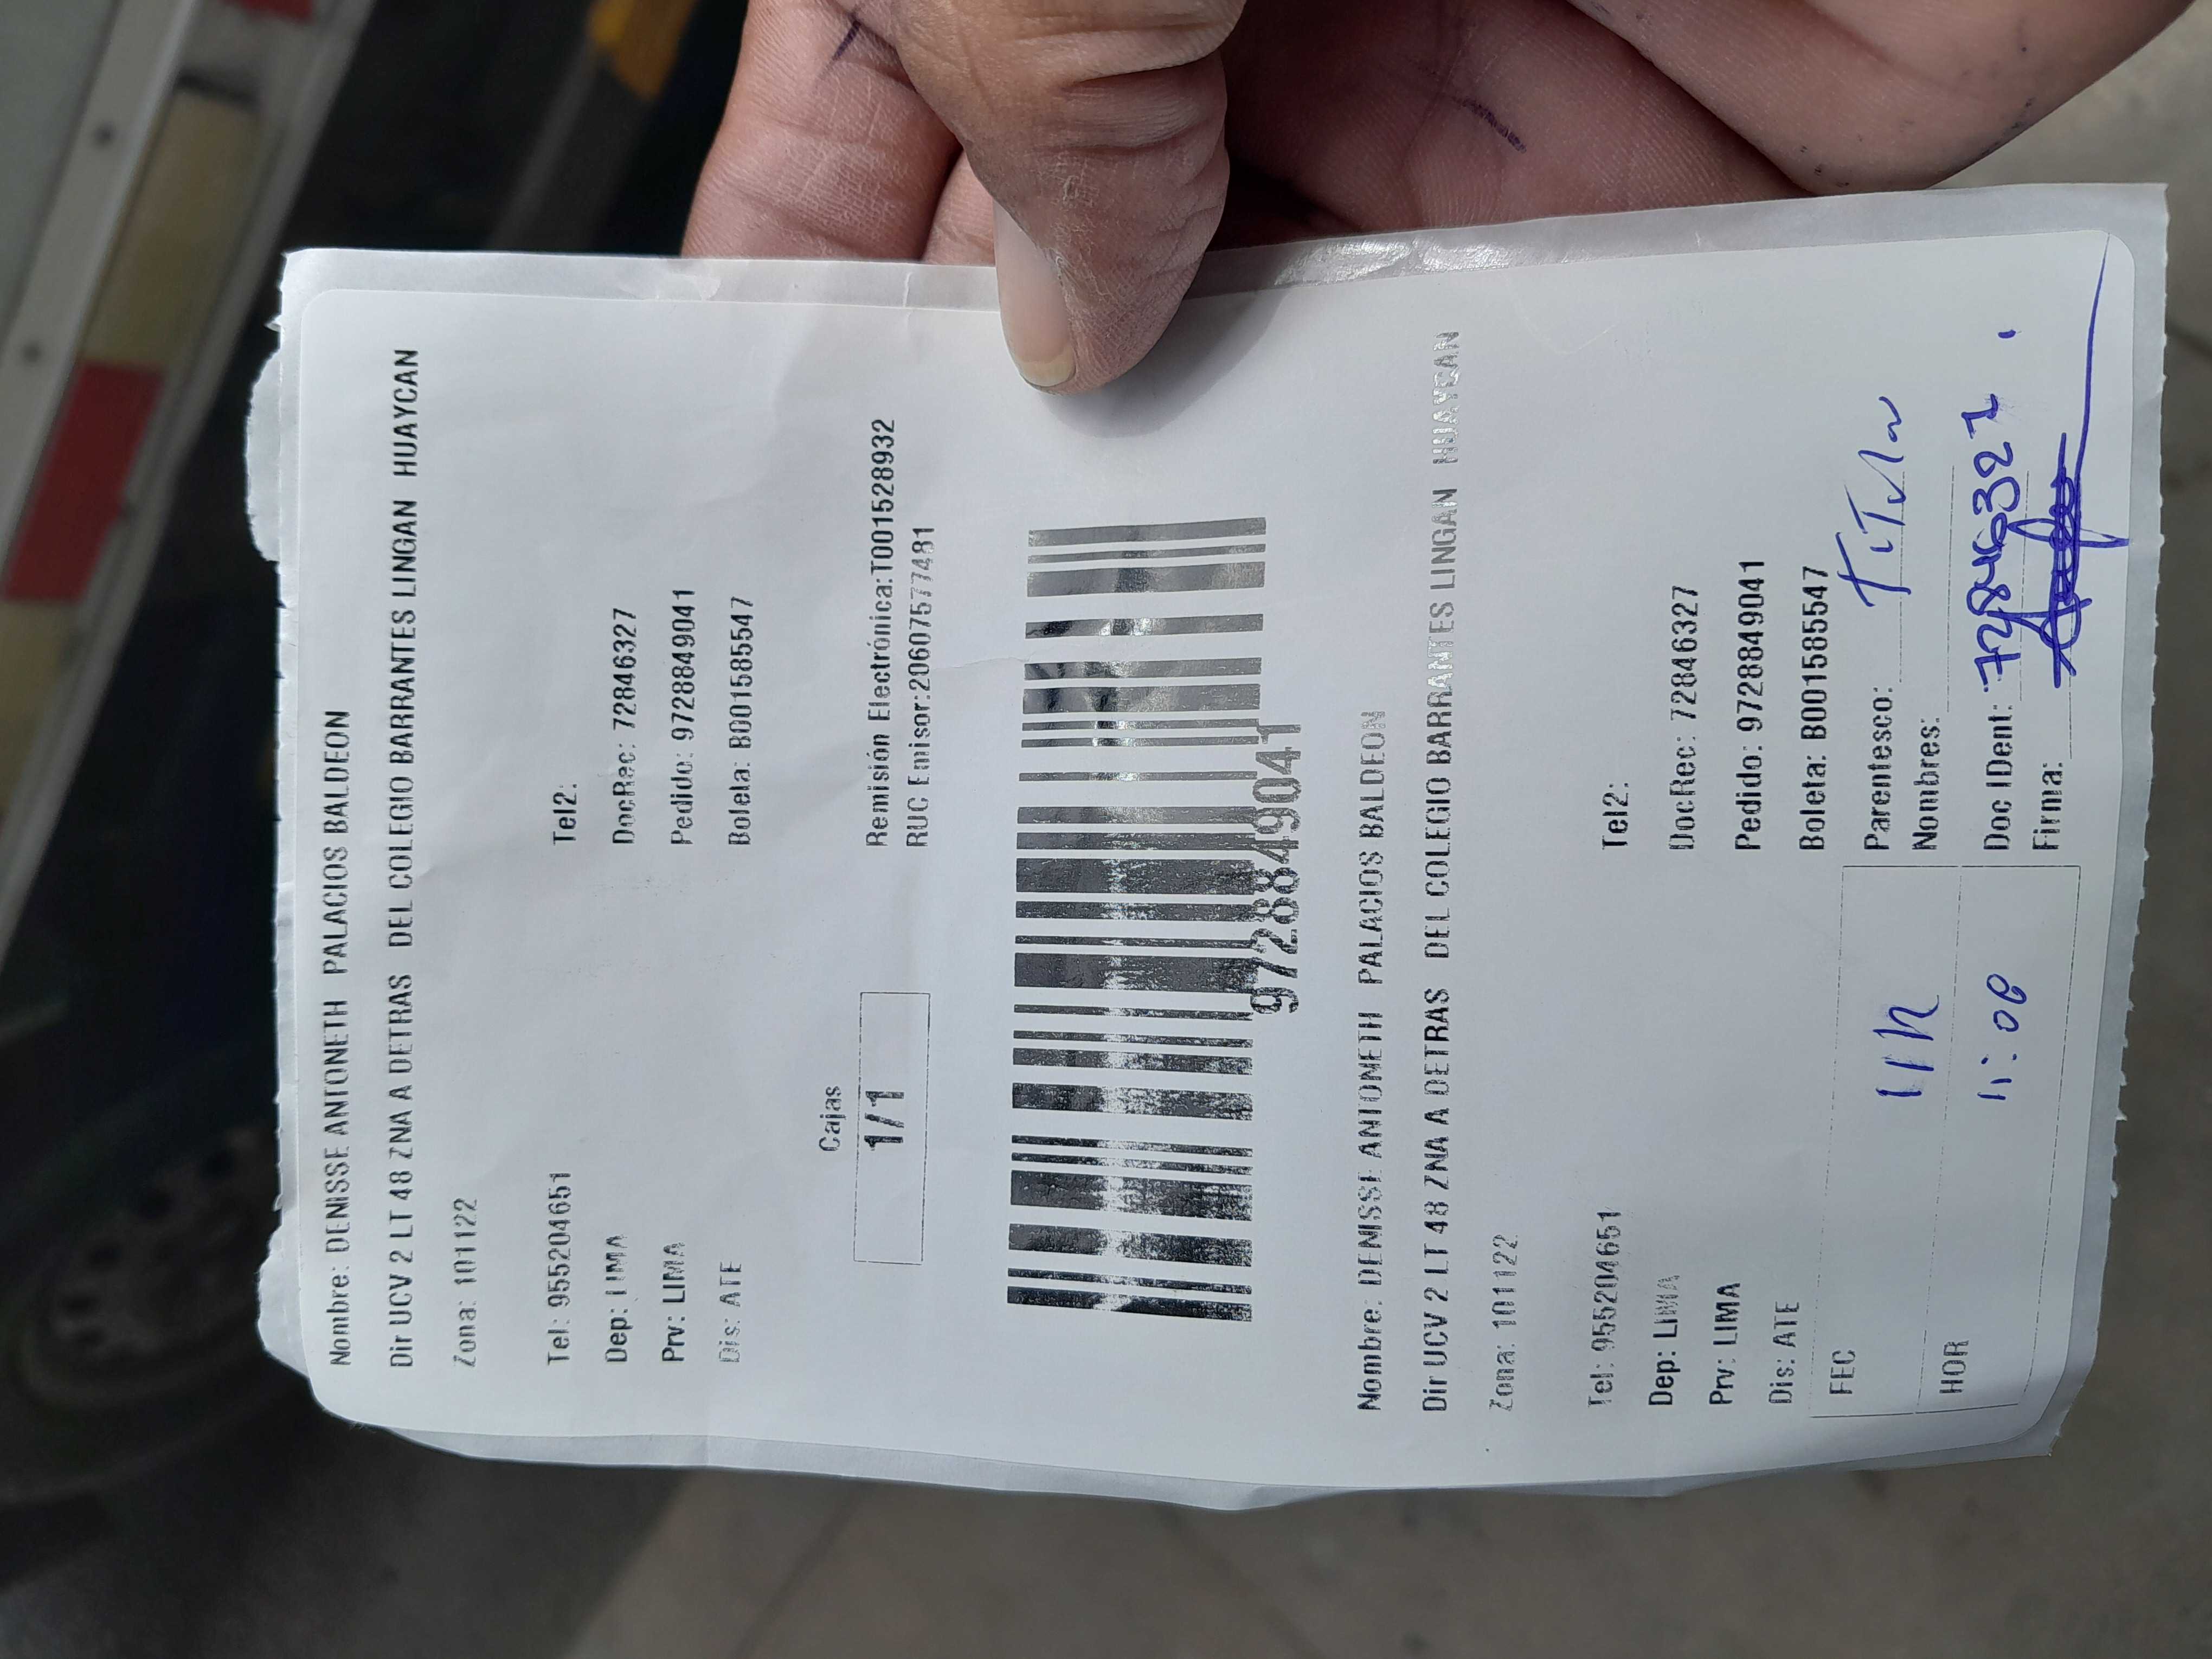 Nombre: DENISSE ANTONETH PALACIOS BALDEON
Dir UCV 2 LT 48 ZNA A DETRAS DEL COLEGIO BARRANTES LINGAN HUAYCAN
Zona: 101122
Tel: 955204651 Tel2:
Dep: LIMA DocRec: 72846327
Prv: LIMA Pedido: 9728849041
Dis: ATE Boleta: B001585547
Cajas
1/1
Remisión Electrónica:T001528932
RUC Emisor:20607577481
9728849041
Nombre: DENISSE ANTONETH PALACIOS BALDEON
Dir UCV 2 LT 48 ZNA A DETRAS DEL COLEGIO BARRANTES LINGAN HUAYCAN
Zona: 101122
Tel: 955204651 Tel2:
Dep: LIMA DocRec: 72846327
Prv: LIMA Pedido: 9728849041
Dis: ATE Boleta: B001585547
FEC Parentesco:
Nombres:
HOR Doc IDent: 72846327
Firma: